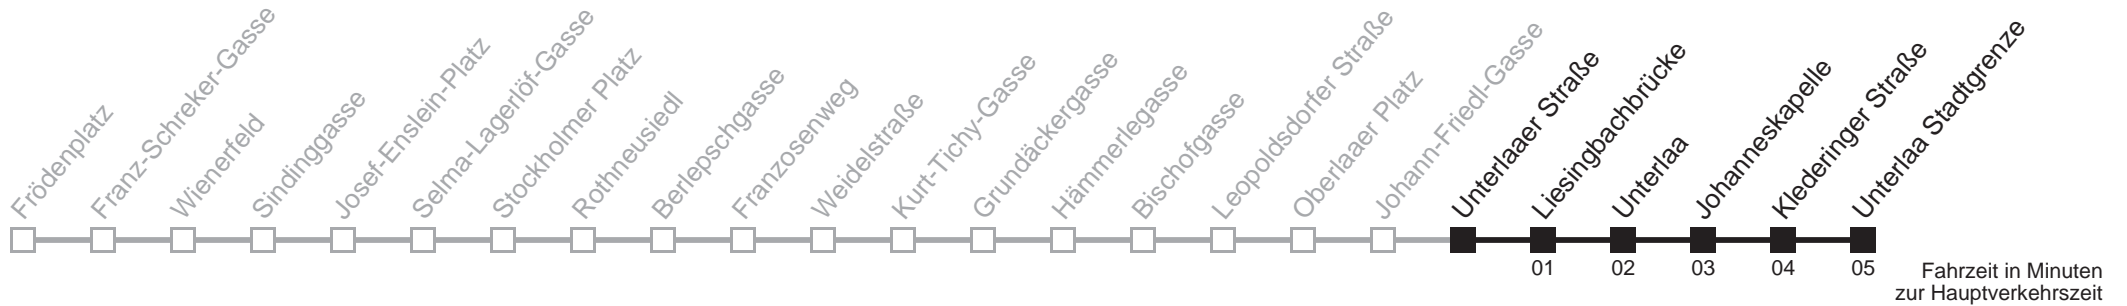 Frödenplatz
Franz-Schreker-Gasse
Wienerfeld
Sindinggasse
Josef-Enslein-Platz
Selma-Lagerlöf-Gasse
Stockholmer Platz
Rothneusiedl
Berlepschgasse
Franzosenweg
Weidelstraße
Kurt-Tichy-Gasse
Grundäckergasse
Hämmerlegasse
Bischofgasse
Leopoldsdorfer Straße
Oberlaaer Platz
Johann-Friedl-Gasse
Unterlaaer Straße
Liesingbachbrücke
Unterlaa
Johanneskapelle
Klederinger Straße
Unterlaa Stadtgrenze
01 02 03 04 05
Fahrzeit in Minuten
zur Hauptverkehrszeit